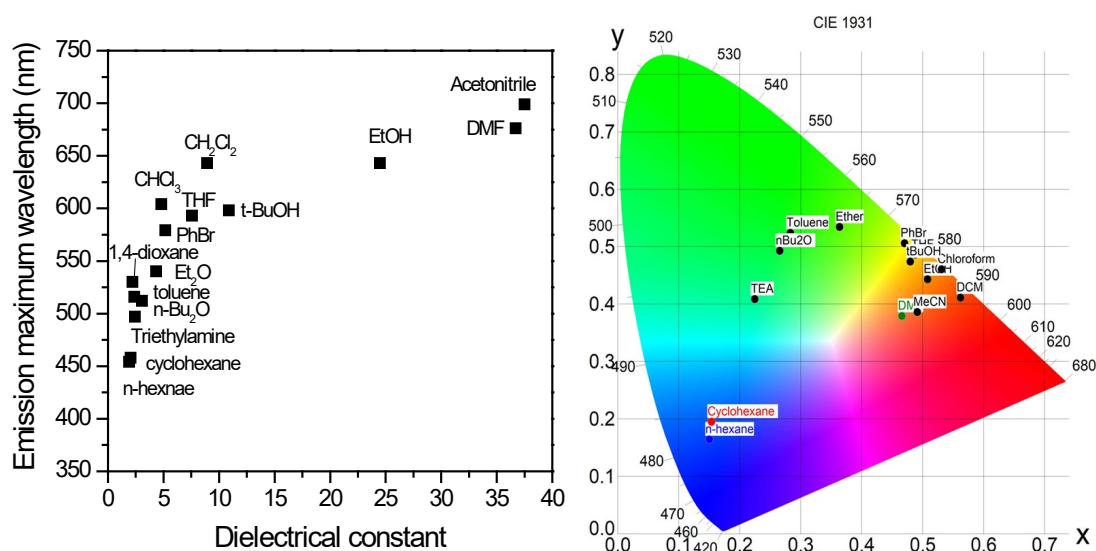 Emission maximum wavelength (nm)
750
700
650
600
550
500
450
400
350
Acetonitrile
DMF
EtOH
CH2Cl2
CHCl3
THF
t-BuOH
PhBr
1,4-dioxane
Et2O
toluene
n-Bu2O
Triethylamine
cyclohexane
n-hexnae
0 5 10 15 20 25 30 35 40
Dielectrical constant
CIE 1931
y
520
530
540
550
560
570
580
590
600
610
620
680
510
500
490
480
470
460
420
0.8
0.7
0.6
0.5
0.4
0.3
0.2
0.1
0.0
Toluene
Ether
nBu2O
TEA
PhBr
THF
tBuOH
Chloroform
EtOH
DCM
MeCN
Cyclohexane
n-hexane
0.0 0.1 0.2 0.3 0.4 0.5 0.6 0.7
x